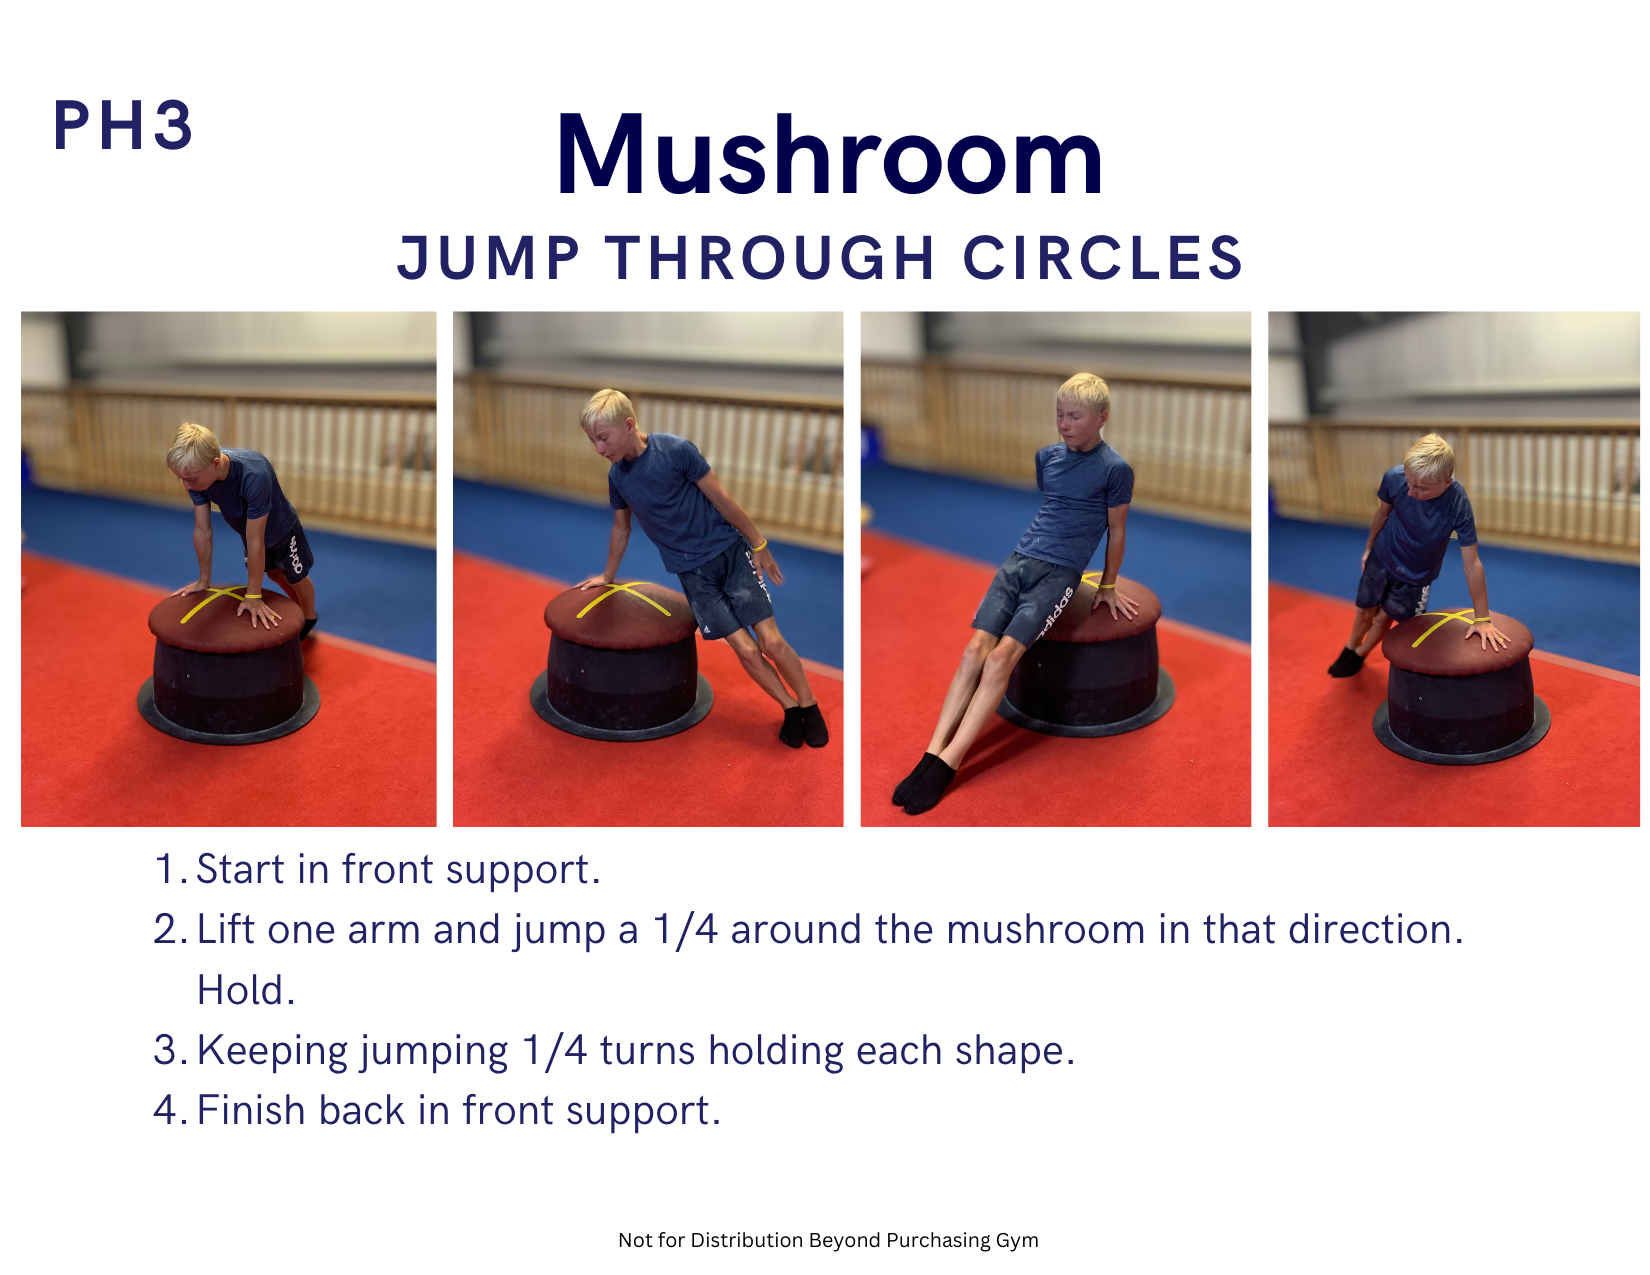 PH3
Mushroom
JUMP THROUGH CIRCLES
adidas
1. Start in front support.
2. Lift one arm and jump a 1/4 around the mushroom in that direction.
Hold.
3. Keeping jumping 1/4 turns holding each shape.
4. Finish back in front support.
Not for Distribution Beyond Purchasing Gym